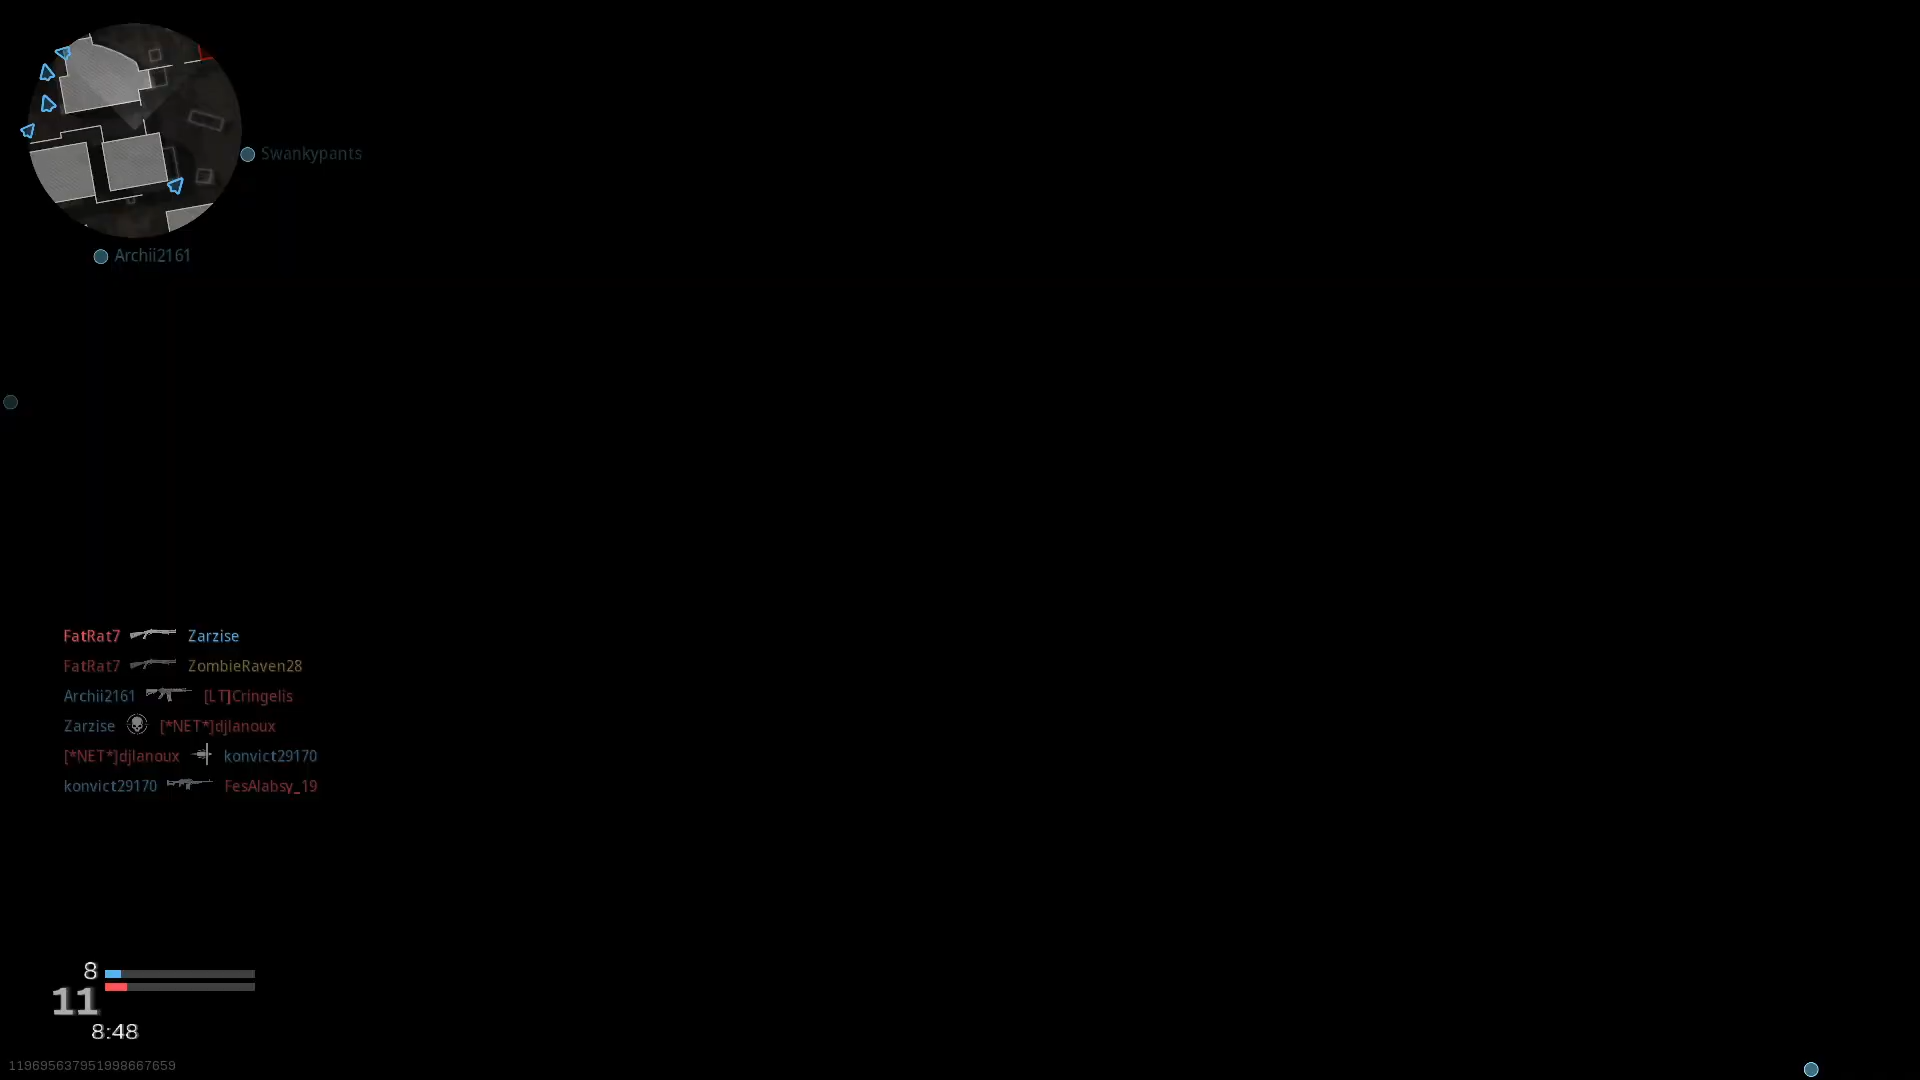 Swankypants
Archii2161
FatRat7 Zarzise
FatRat7 ZombieRaven28
Archii2161 [LT]Cringelis
Zarzise [*NET*]djlanoux
[*NET*]djlanoux konvict29170
konvict29170 FesAlabsy_19
8
11
8:48
119695637951998667659